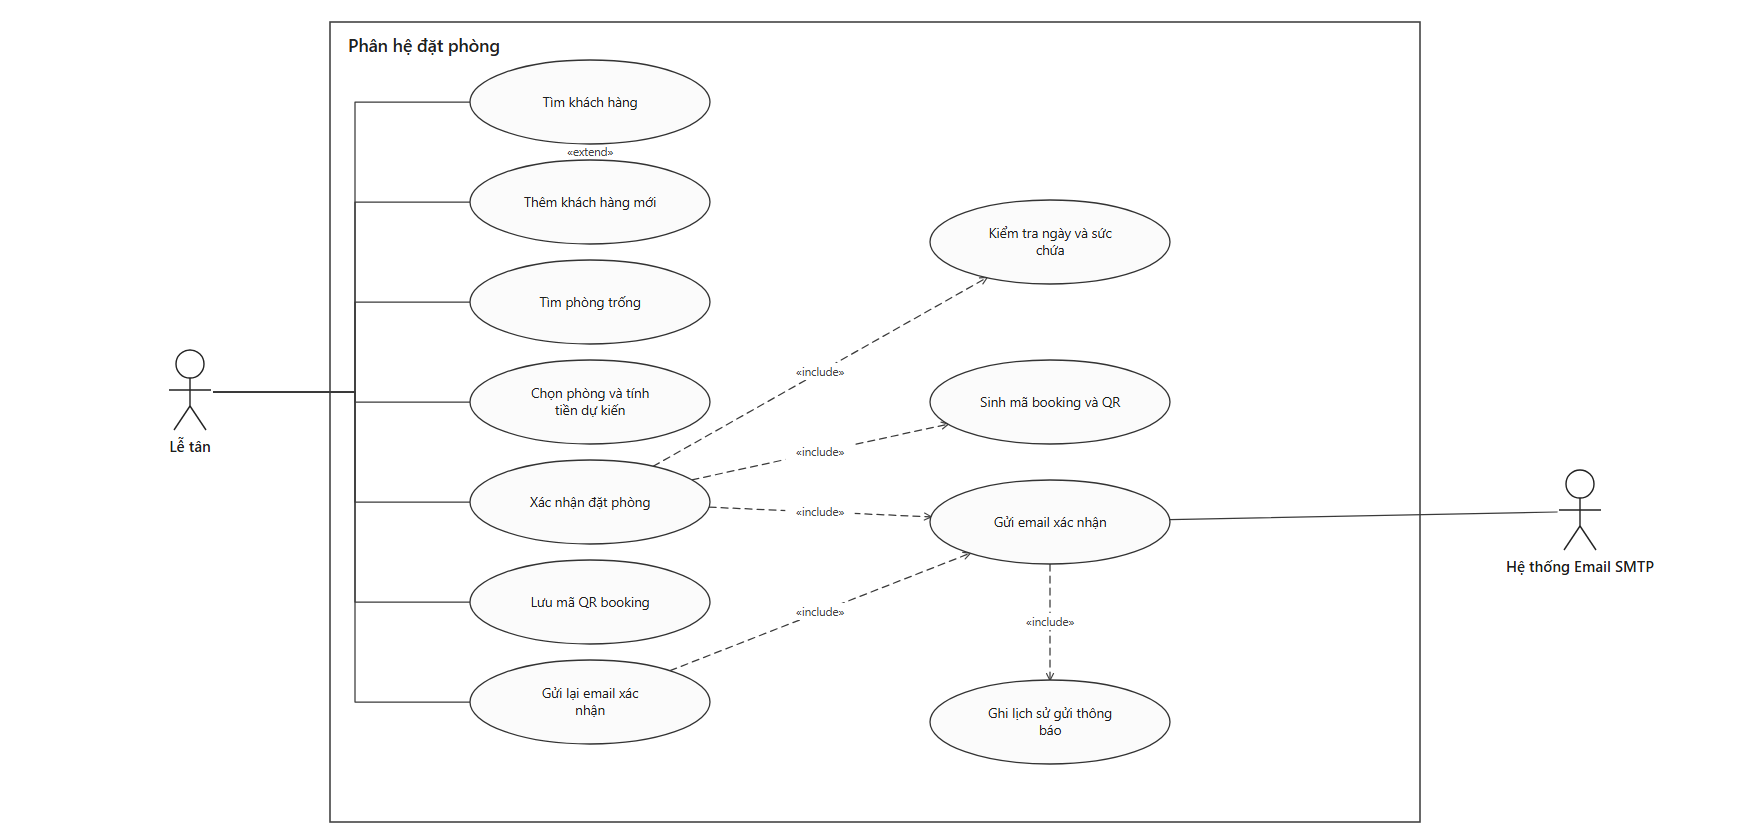 Phân hệ đặt phòng
Tìm khách hàng
«extend»
Thêm khách hàng mới
Kiểm tra ngày và sức
chứa
Tìm phòng trống
«include»
Chọn phòng và tính
tiền dự kiến
Sinh mã booking và QR
Lễ tân
«include»
Xác nhận đặt phòng
«include»
Gửi email xác nhận
Hệ thống Email SMTP
Lưu mã QR booking
«include»
«include»
Gửi lại email xác
nhận
Ghi lịch sử gửi thông
báo